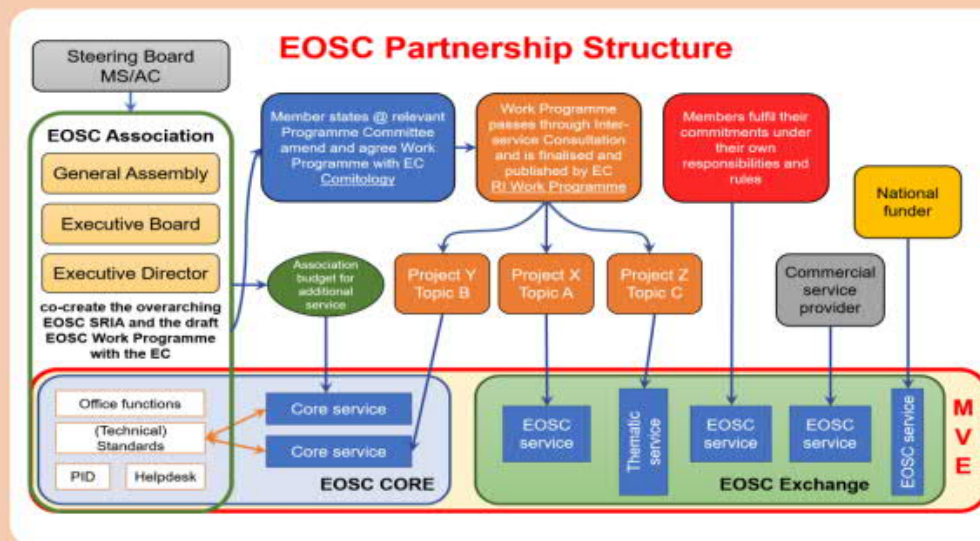 EOSC Partnership Structure
Steering Board
MS/AC
EOSC Association
General Assembly
Executive Board
Executive Director
co-create the overarching
EOSC SRIA and the draft
EOSC Work Programme
with the EC
Member states @ relevant
Programme Committee
amend and agree Work
Programme with EC
Comitology
Work Programme
passes through Inter-
service Consultation
and is finalised and
published by EC
RI Work Programme
Members fulfil their
commitments under
their own
responsibilities and
rules
National
funder
Association
budget for
additional
service
Project Y
Topic B
Project X
Topic A
Project Z
Topic C
Commercial
service
provider
Office functions
(Technical)
Standards
PID
Helpdesk
Core service
Core service
EOSC CORE
EOSC
service
Thematic
service
EOSC
service
EOSC
service
EOSC service
EOSC Exchange
MVE